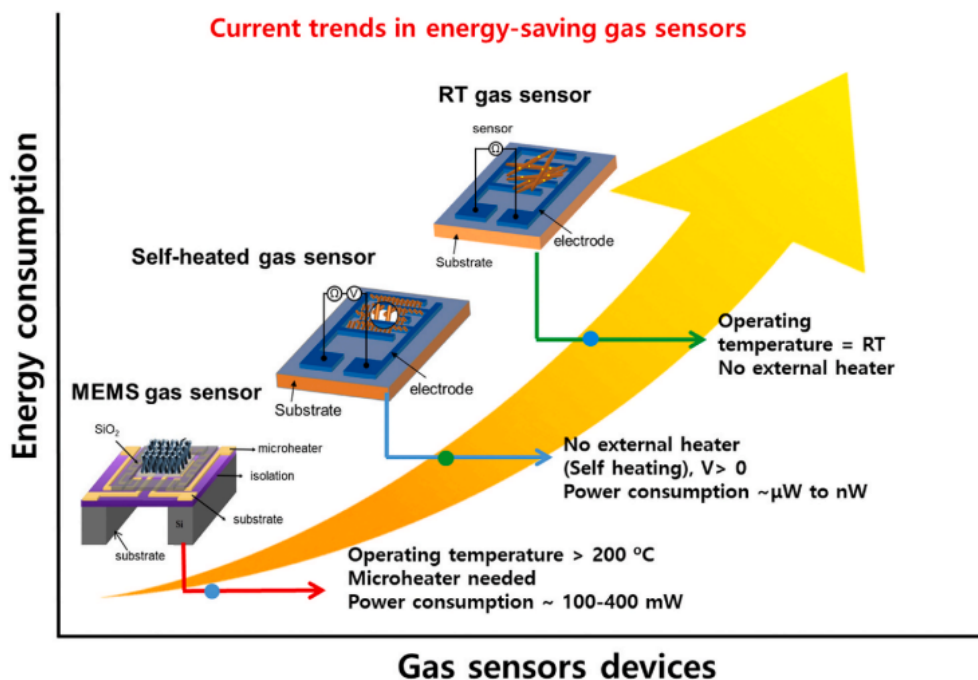 Current trends in energy-saving gas sensors
Energy consumption
RT gas sensor
sensor
Ω
electrode
Substrate
Self-heated gas sensor
Ω V
electrode
Substrate
MEMS gas sensor
SiO₂
microheater
isolation
substrate
Si
substrate
Operating
temperature = RT
No external heater
No external heater
(Self heating), V> 0
Power consumption ~µW to nW
Operating temperature > 200 ºC
Microheater needed
Power consumption ~ 100-400 mW
Gas sensors devices